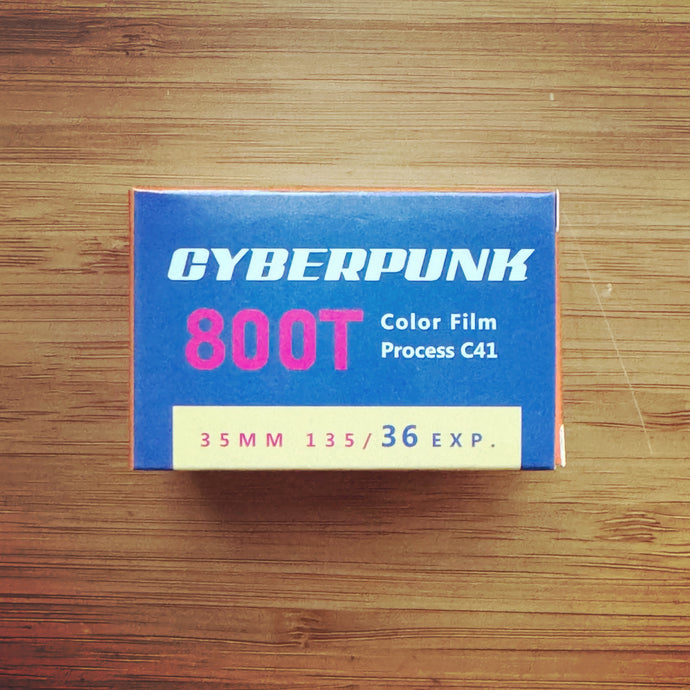 CYBERPUNK
800T
Color Film
Process C41
35MM 135/36 EXP.